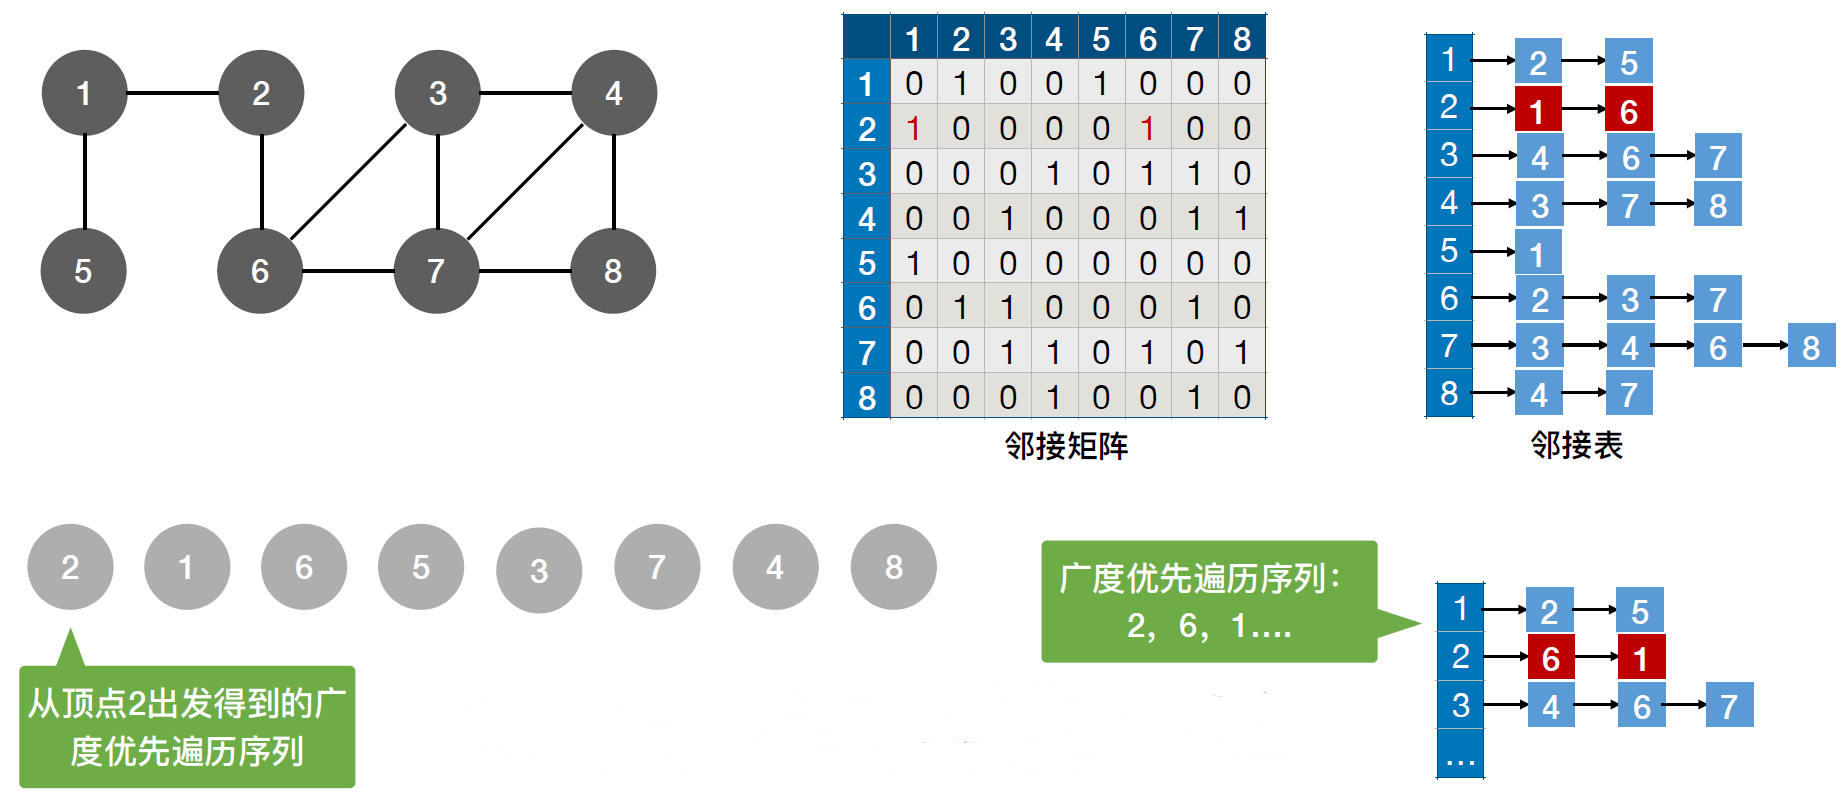 1 2 3 4
5 6 7 8
1 2 3 4 5 6 7 8
1 0 1 0 0 1 0 0 0
2 1 0 0 0 0 1 0 0
3 0 0 0 1 0 1 1 0
4 0 0 1 0 0 0 1 1
5 1 0 0 0 0 0 0 0
6 0 1 1 0 0 0 1 0
7 0 0 1 1 0 1 0 1
8 0 0 0 1 0 0 1 0
邻接矩阵
1 2 5
2 1 6
3 4 6 7
4 3 7 8
5 1
6 2 3 7
7 3 4 6 8
8 4 7
邻接表
2 1 6 5 3 7 4 8
从顶点2出发得到的广
度优先遍历序列
广度优先遍历序列：
2，6，1....
1 2 5
2 6 1
3 4 6 7
...